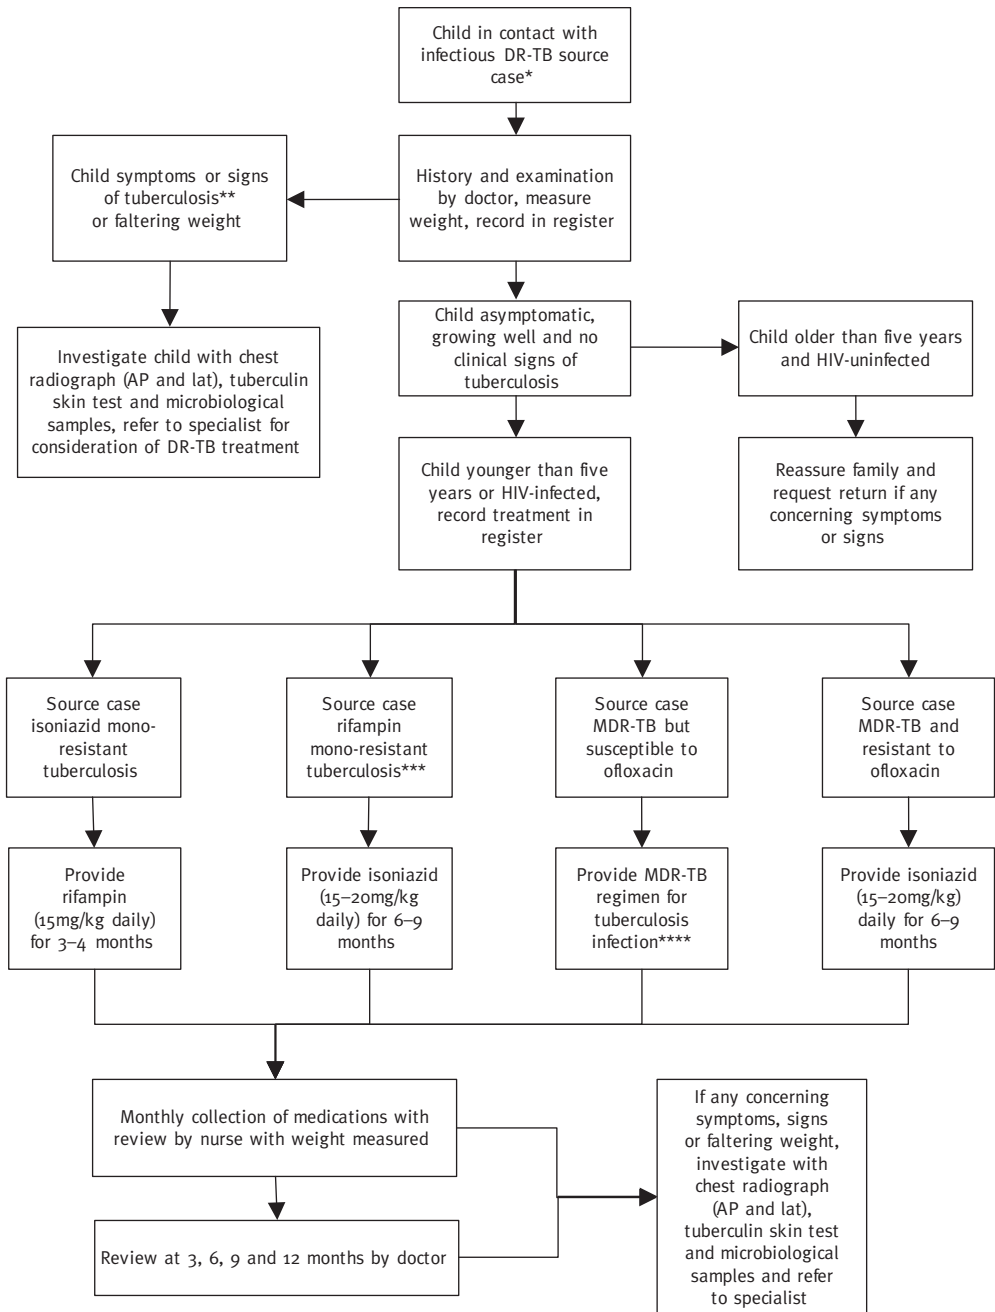 Child in contact with
infectious DR-TB source
case*
Child symptoms or signs
of tuberculosis**
or faltering weight
History and examination
by doctor, measure
weight, record in register
Investigate child with chest
radiograph (AP and lat), tuberculin
skin test and microbiological
samples, refer to specialist for
consideration of DR-TB treatment
Child asymptomatic,
growing well and no
clinical signs of
tuberculosis
Child older than five years
and HIV-uninfected
Child younger than five
years or HIV-infected,
record treatment in
register
Reassure family and
request return if any
concerning symptoms
or signs
Source case
isoniazid mono-
resistant
tuberculosis
Source case
rifampin
mono-resistant
tuberculosis***
Source case
MDR-TB but
susceptible to
ofloxacin
Source case
MDR-TB and
resistant to
ofloxacin
Provide
rifampin
(15mg/kg daily)
for 3–4 months
Provide isoniazid
(15–20mg/kg
daily) for 6–9
months
Provide MDR-TB
regimen for
tuberculosis
infection****
Provide isoniazid
(15–20mg/kg)
daily for 6–9
months
Monthly collection of medications with
review by nurse with weight measured
Review at 3, 6, 9 and 12 months by doctor
If any concerning
symptoms, signs
or faltering weight,
investigate with
chest radiograph
(AP and lat),
tuberculin skin test
and microbiological
samples and refer
to specialist